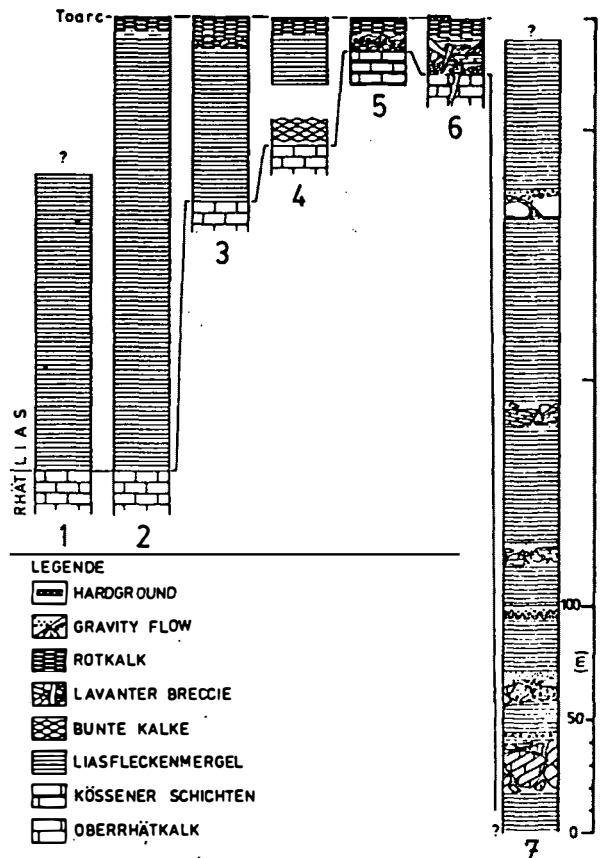 Toarc
?
?
5
6
4
3
RHÄT LIAS
1
2
100
(m)
50
?
0
7
LEGENDE
HARDGROUND
GRAVITY FLOW
ROTKALK
LAVANTER BRECCIE
BUNTE KALKE
LIASFLECKENMERGEL
KÖSSENER SCHICHTEN
OBERRHÄTKALK